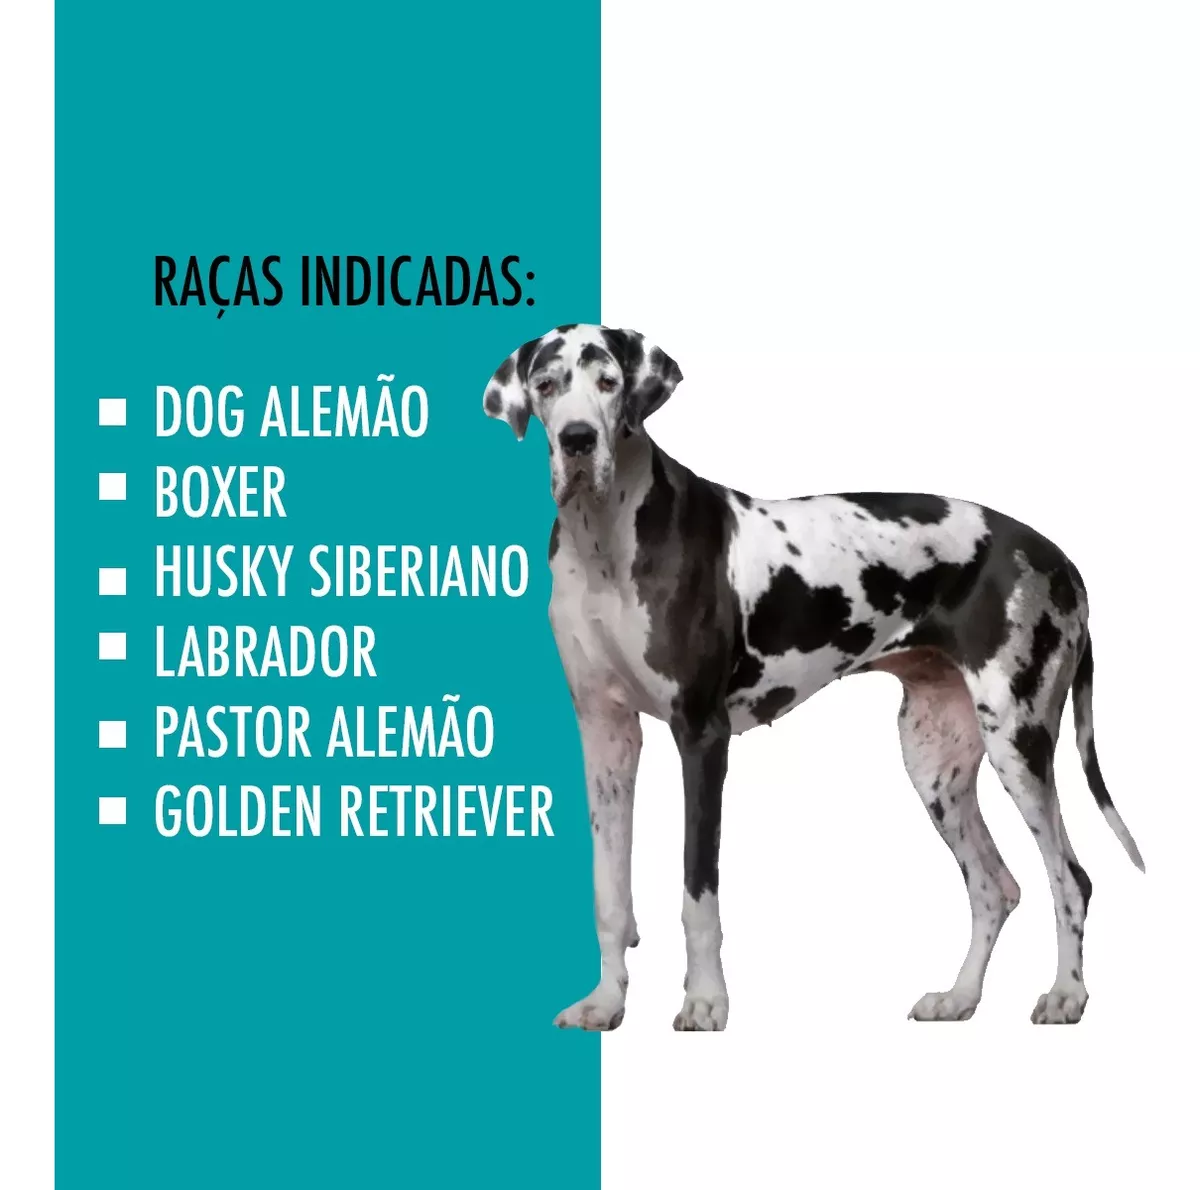 RAÇAS INDICADAS:
DOG ALEMÃO
BOXER
HUSKY SIBERIANO
LABRADOR
PASTOR ALEMÃO
GOLDEN RETRIEVER